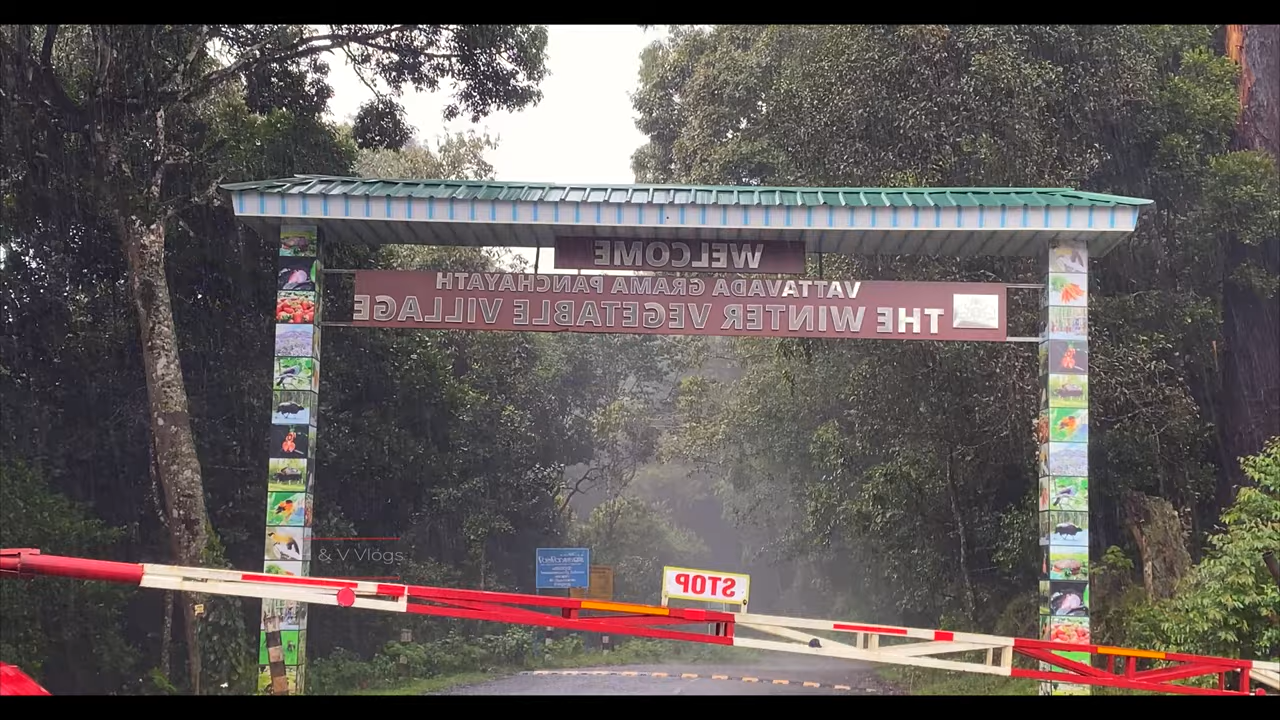 WELCOME
VATTAVADA GRAMA PANCHAYATH
THE WINTER VEGETABLE VILLAGE
& V Vlogs
STOP